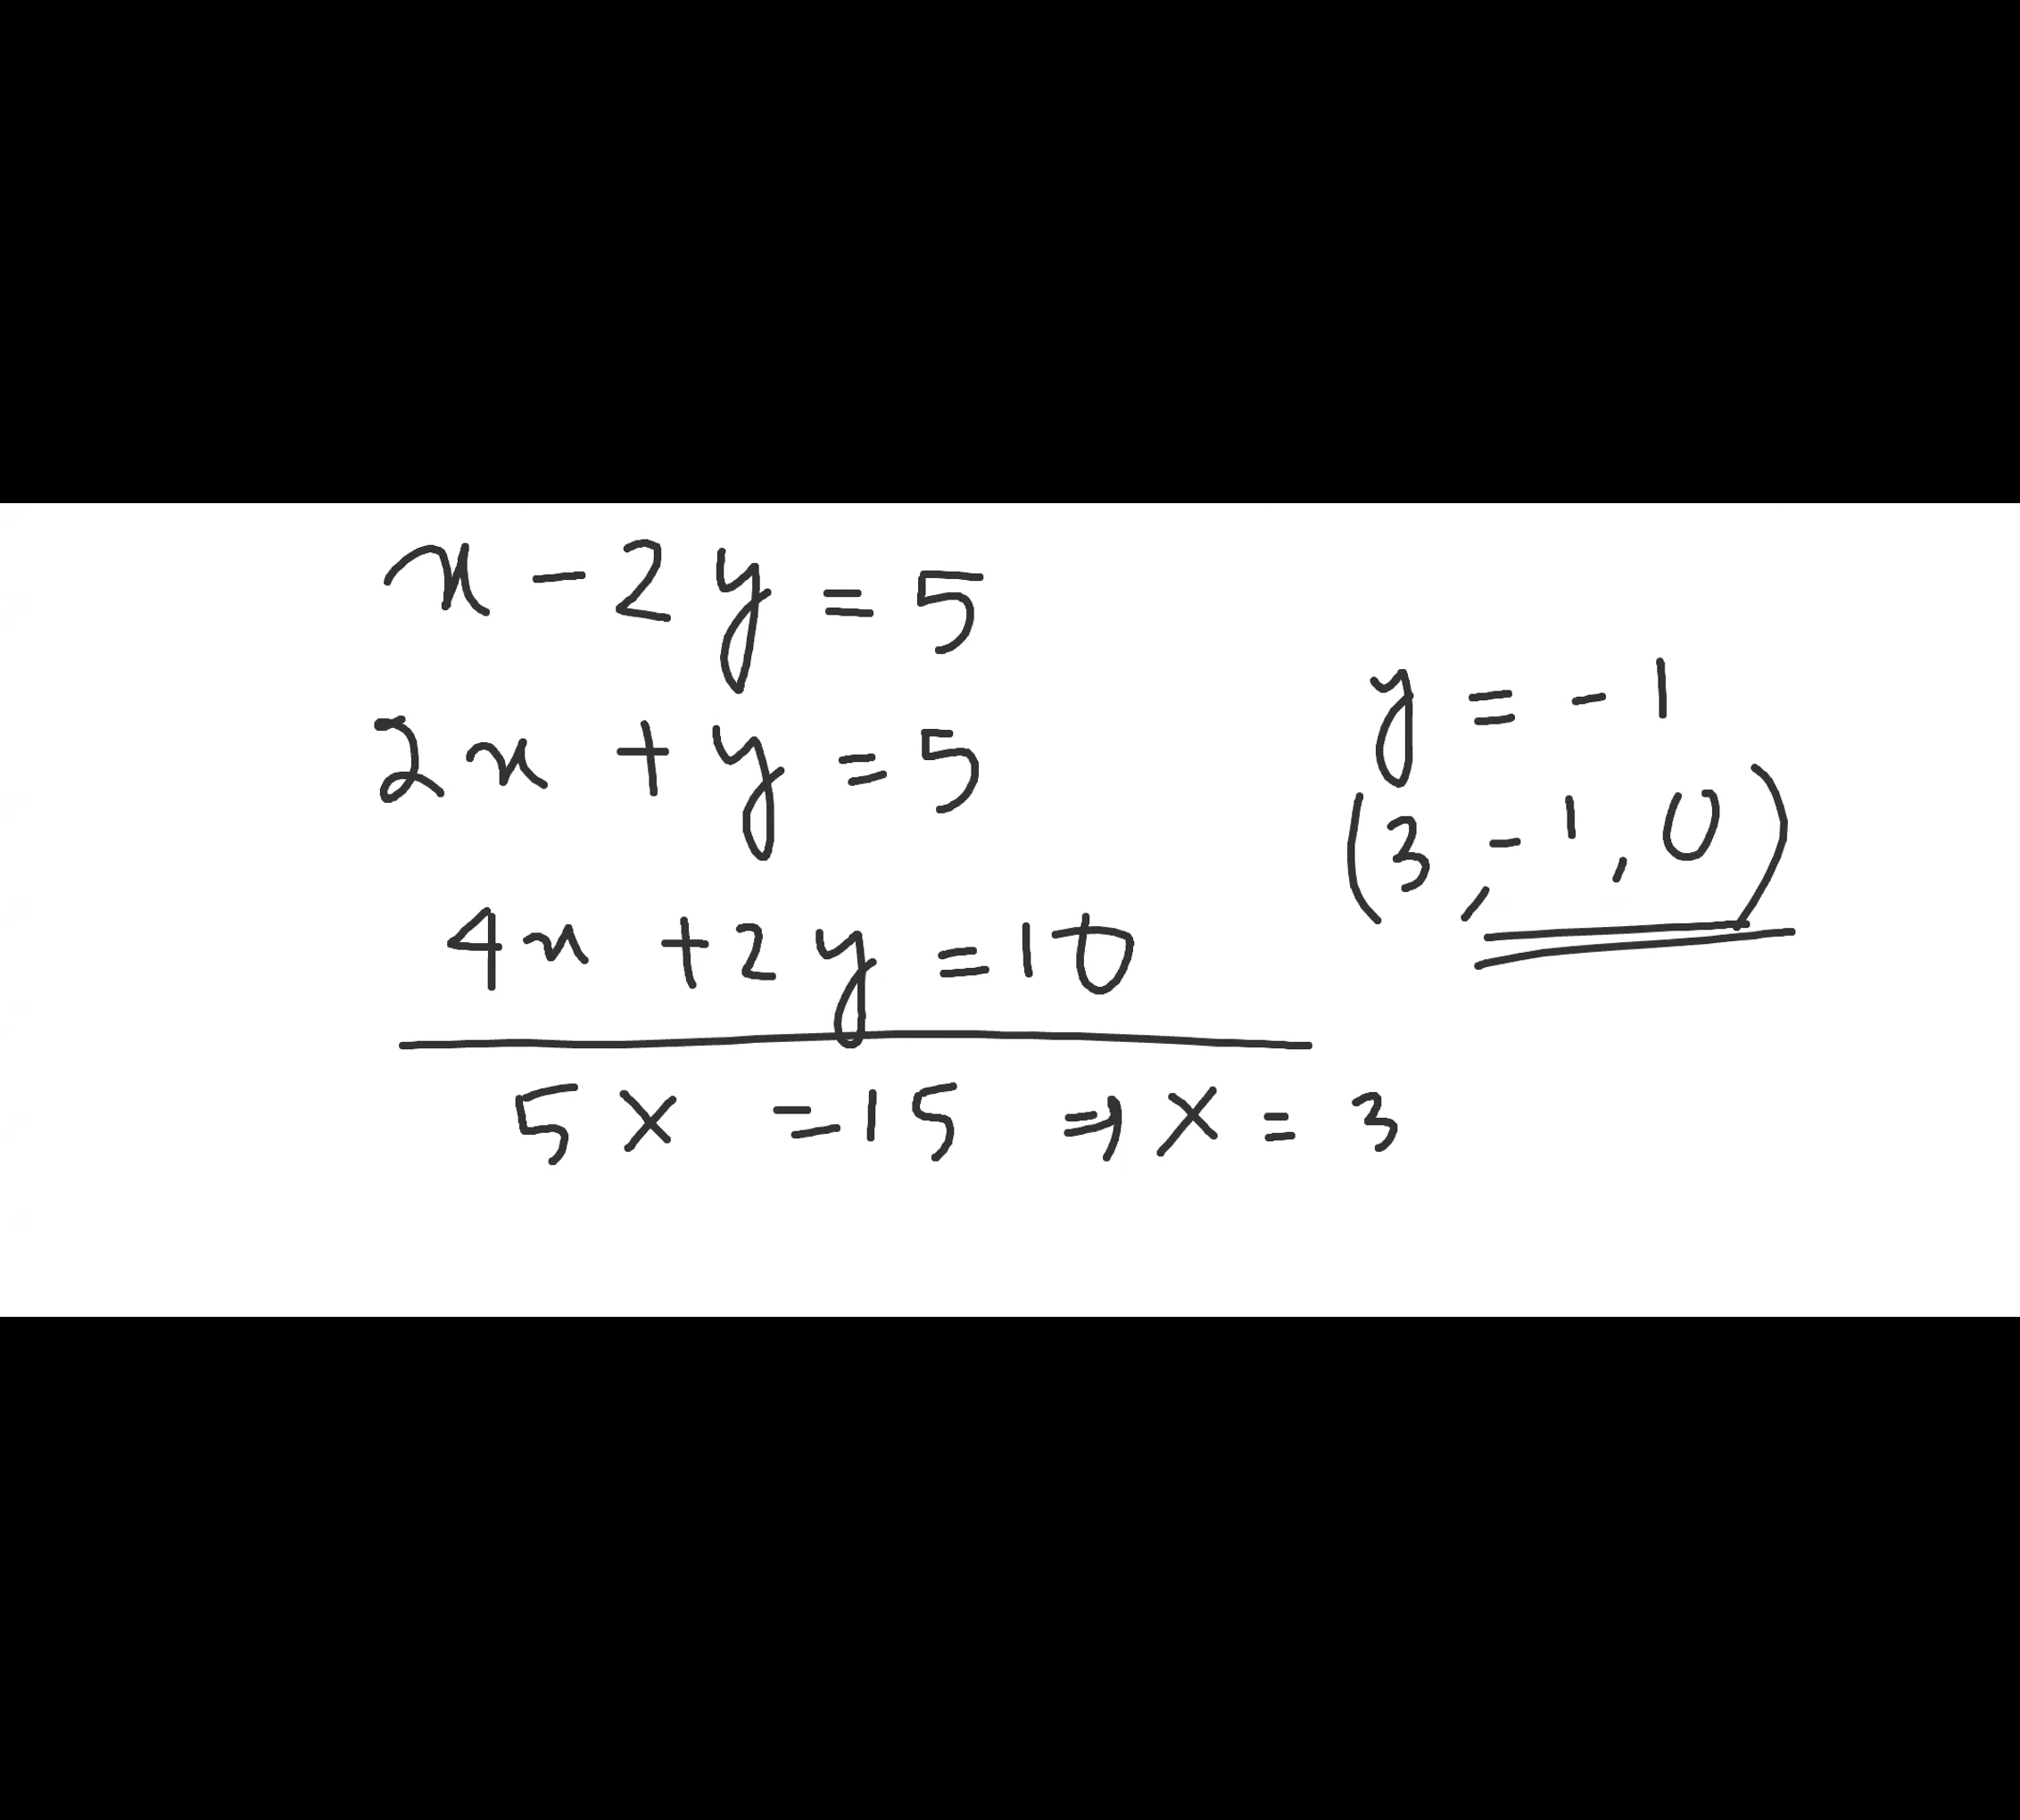 x - 2y = 5
2x + y = 5
4x + 2y = 10
5x = 15 ⇒ x = 3
y = -1
(3, -1, 0)